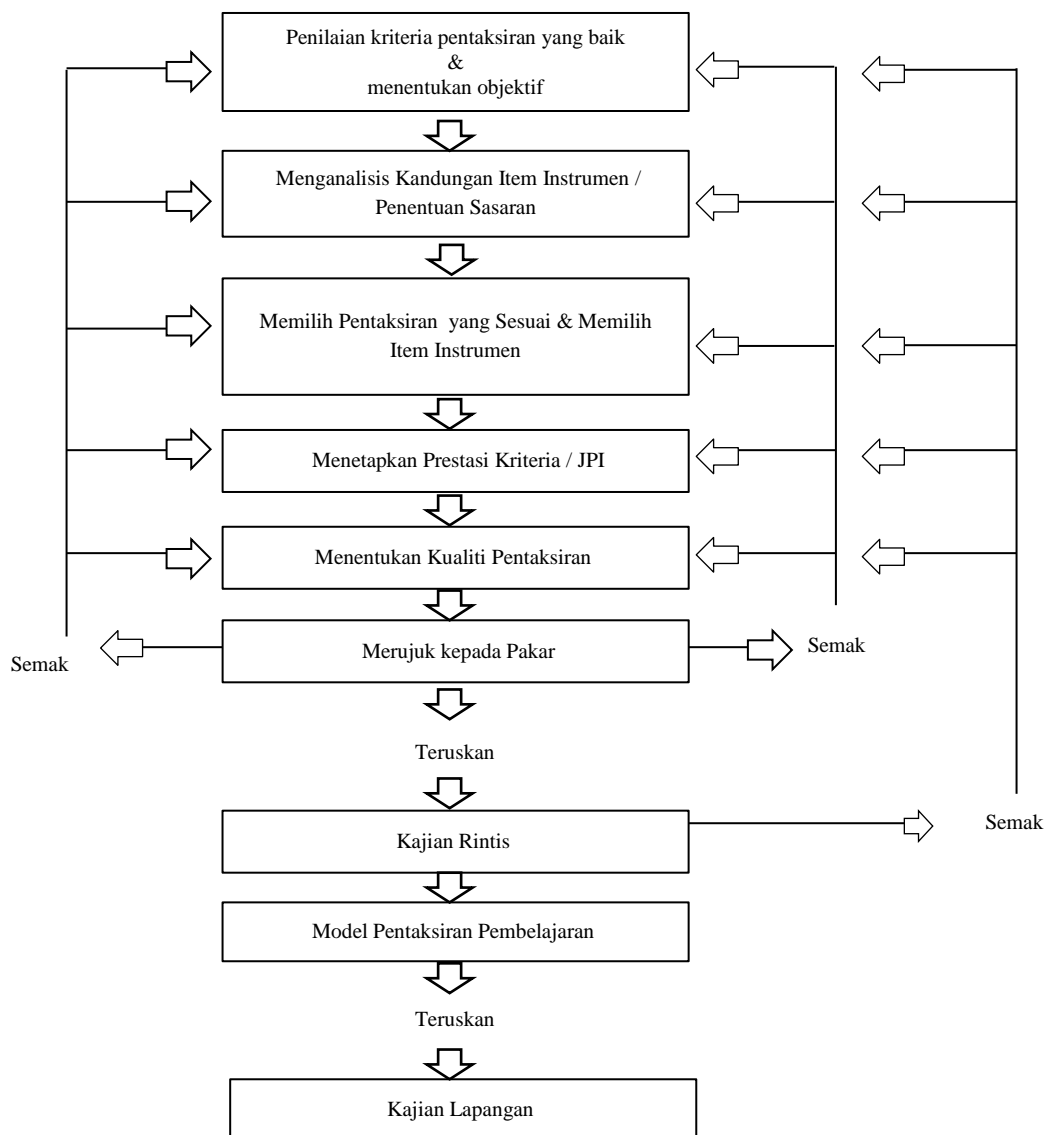 Penilaian kriteria pentaksiran yang baik
&
menentukan objektif
Menganalisis Kandungan Item Instrumen /
Penentuan Sasaran
Memilih Pentaksiran yang Sesuai & Memilih
Item Instrumen
Menetapkan Prestasi Kriteria / JPI
Menentukan Kualiti Pentaksiran
Semak
Merujuk kepada Pakar
Semak
Teruskan
Kajian Rintis
Semak
Model Pentaksiran Pembelajaran
Teruskan
Kajian Lapangan